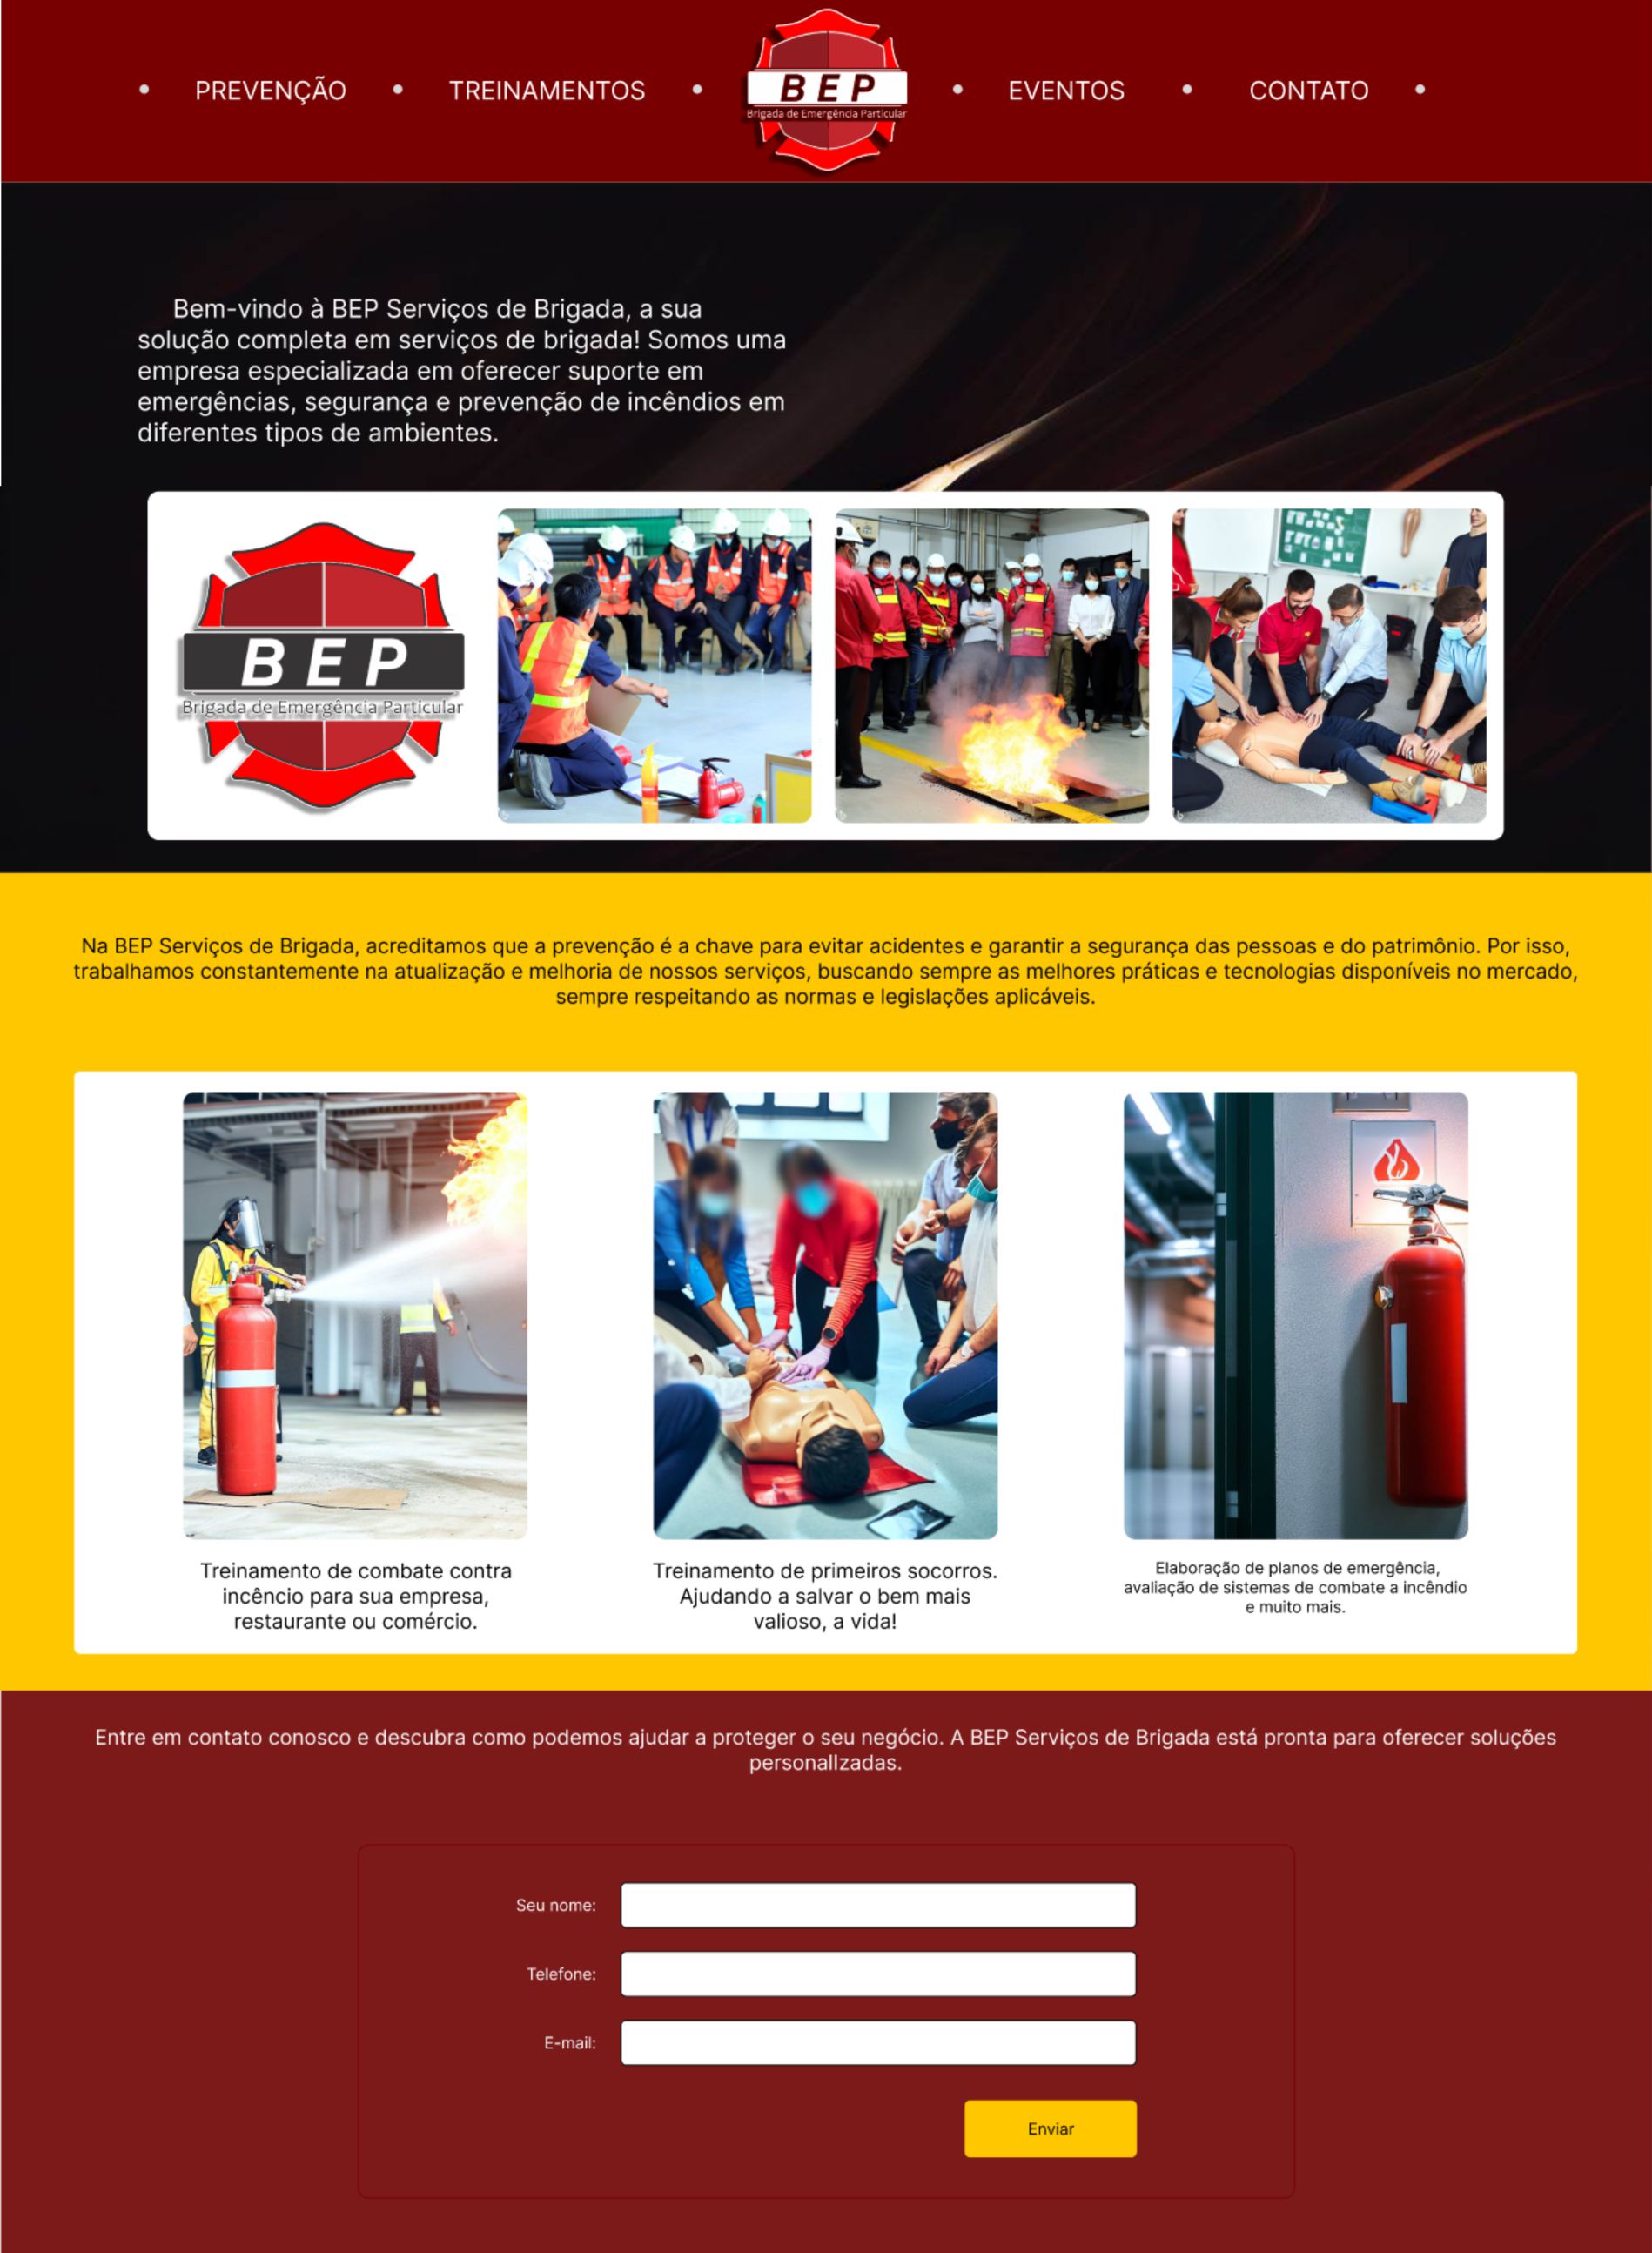 PREVENÇÃO
TREINAMENTOS
BEP
Brigada de Emergência Particular
EVENTOS
CONTATO
Bem-vindo à BEP Serviços de Brigada, a sua
solução completa em serviços de brigada! Somos uma
empresa especializada em oferecer suporte em
emergências, segurança e prevenção de incêndios em
diferentes tipos de ambientes.
BEP
Brigada de Emergência Particular
Na BEP Serviços de Brigada, acreditamos que a prevenção é a chave para evitar acidentes e garantir a segurança das pessoas e do patrimônio. Por isso,
trabalhamos constantemente na atualização e melhoria de nossos serviços, buscando sempre as melhores práticas e tecnologias disponíveis no mercado,
sempre respeitando as normas e legislações aplicáveis.
Treinamento de combate contra
incêncio para sua empresa,
restaurante ou comércio.
Treinamento de primeiros socorros.
Ajudando a salvar o bem mais
valioso, a vida!
Elaboração de planos de emergência,
avaliação de sistemas de combate a incêndio
e muito mais.
Entre em contato conosco e descubra como podemos ajudar a proteger o seu negócio. A BEP Serviços de Brigada está pronta para oferecer soluções
personallzadas.
Seu nome:
Telefone:
E-mail:
Enviar